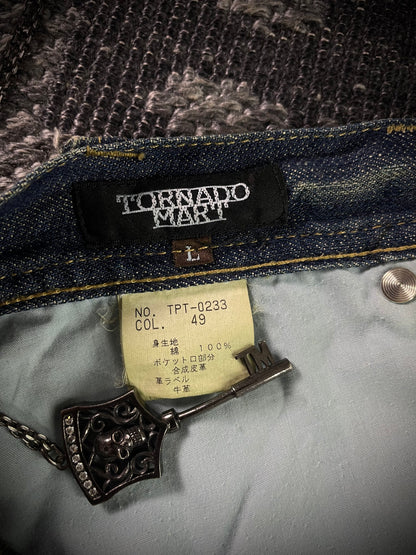 TORNADO
MART
L
NO. TPT-0233
COL. 49
身生地
綿 100%
ポケット口部分
合成皮革
革ラベル
牛革
TM